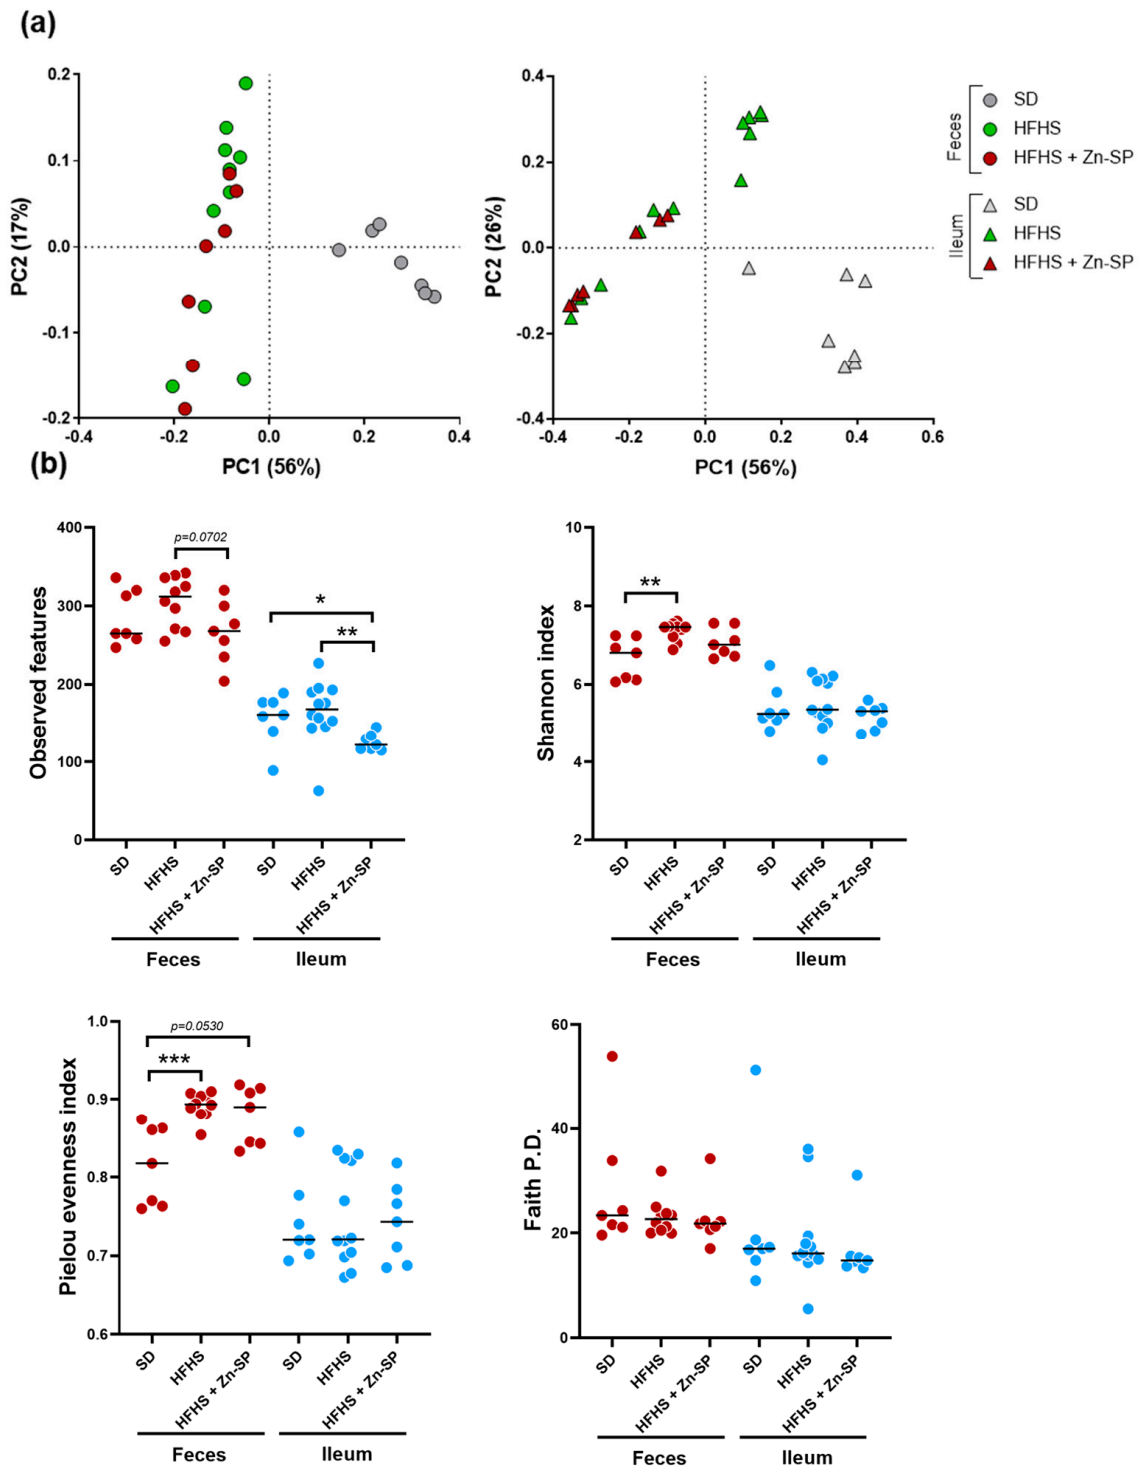 (a)
0.2
0.1
0.0
-0.1
-0.2
-0.4
-0.2
0.0
0.2
0.4
PC2 (17%)
PC1 (56%)
0.4
0.2
0.0
-0.2
-0.4
-0.4
-0.2
0.0
0.2
0.4
0.6
PC2 (26%)
PC1 (56%)
Feces
SD
HFHS
HFHS + Zn-SP
Ileum
SD
HFHS
HFHS + Zn-SP
(b)
400
300
200
100
0
Observed features
p=0.0702
*
**
SD
HFHS
HFHS + Zn-SP
SD
HFHS
HFHS + Zn-SP
Feces
Ileum
10
8
6
4
2
Shannon index
**
SD
HFHS
HFHS + Zn-SP
SD
HFHS
HFHS + Zn-SP
Feces
Ileum
1.0
0.9
0.8
0.7
0.6
Pielou evenness index
p=0.0530
***
SD
HFHS
HFHS + Zn-SP
SD
HFHS
HFHS + Zn-SP
Feces
Ileum
60
40
20
0
Faith P.D.
SD
HFHS
HFHS + Zn-SP
SD
HFHS
HFHS + Zn-SP
Feces
Ileum